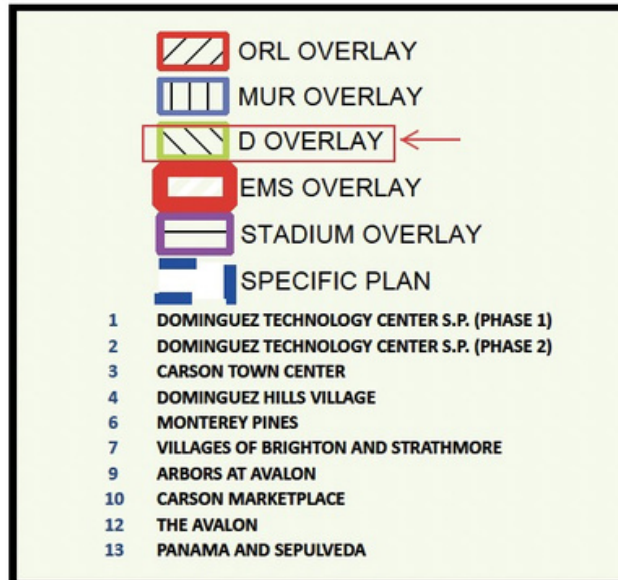 ORL OVERLAY
MUR OVERLAY
D OVERLAY
EMS OVERLAY
STADIUM OVERLAY
SPECIFIC PLAN
1 DOMINGUEZ TECHNOLOGY CENTER S.P. (PHASE 1)
2 DOMINGUEZ TECHNOLOGY CENTER S.P. (PHASE 2)
3 CARSON TOWN CENTER
4 DOMINGUEZ HILLS VILLAGE
6 MONTEREY PINES
7 VILLAGES OF BRIGHTON AND STRATHMORE
9 ARBORS AT AVALON
10 CARSON MARKETPLACE
12 THE AVALON
13 PANAMA AND SEPULVEDA